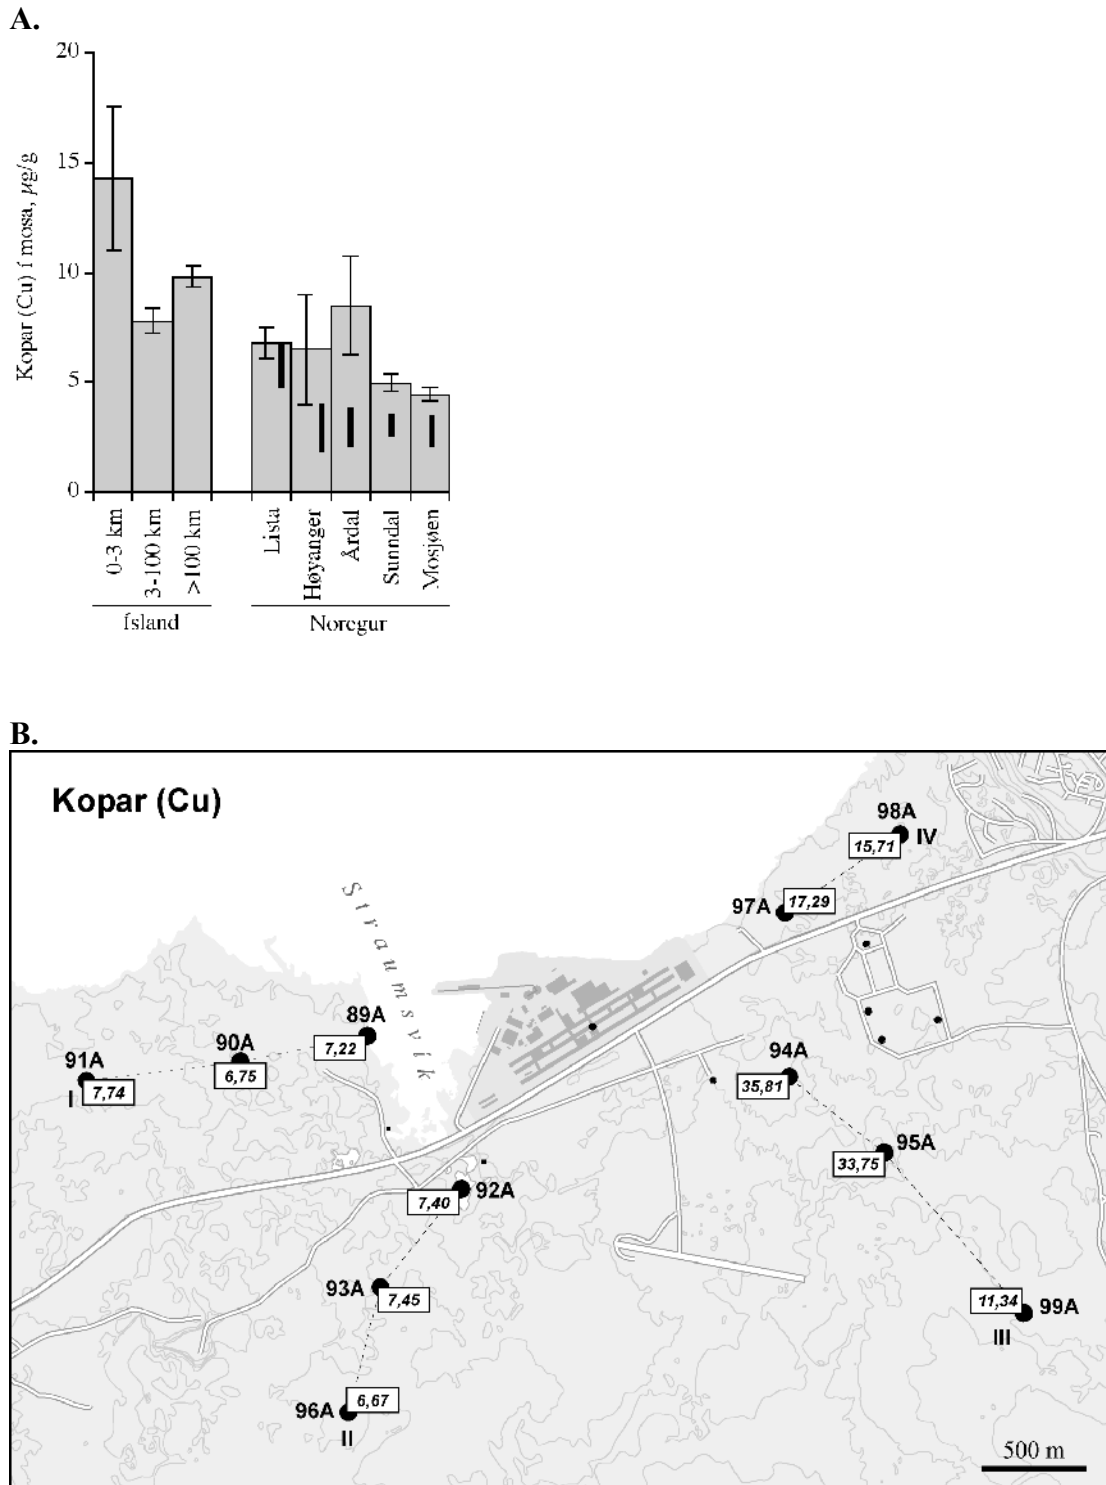 A.
20
15
10
5
0
Kopar (Cu) í mosa, µg/g
0-3 km
3-100 km
>100 km
Lista
Høyanger
Årdal
Sunndal
Mosjøen
Ísland
Noregur
B.
Kopar (Cu)
98A
15,71
IV
97A
17,29
Straumsvík
89A
7,22
90A
6,75
91A
7,74
I
94A
35,81
95A
33,75
92A
7,40
93A
7,45
11,34
99A
III
96A
6,67
II
500 m